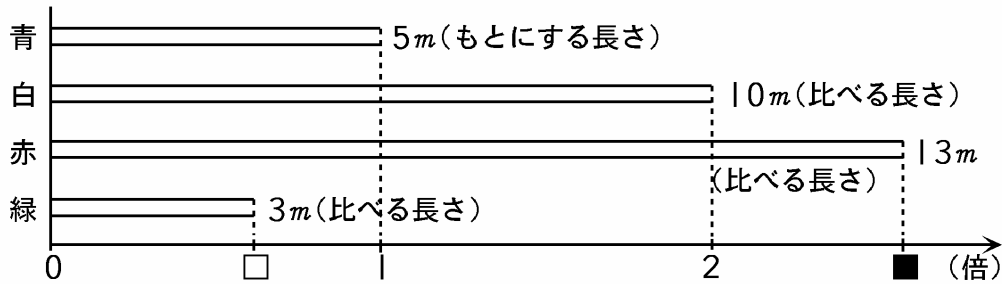 青 5m(もとにする長さ)
白 10m(比べる長さ)
赤 13m
(比べる長さ)
緑 3m(比べる長さ)
0 □ 1 2 ■ (倍)